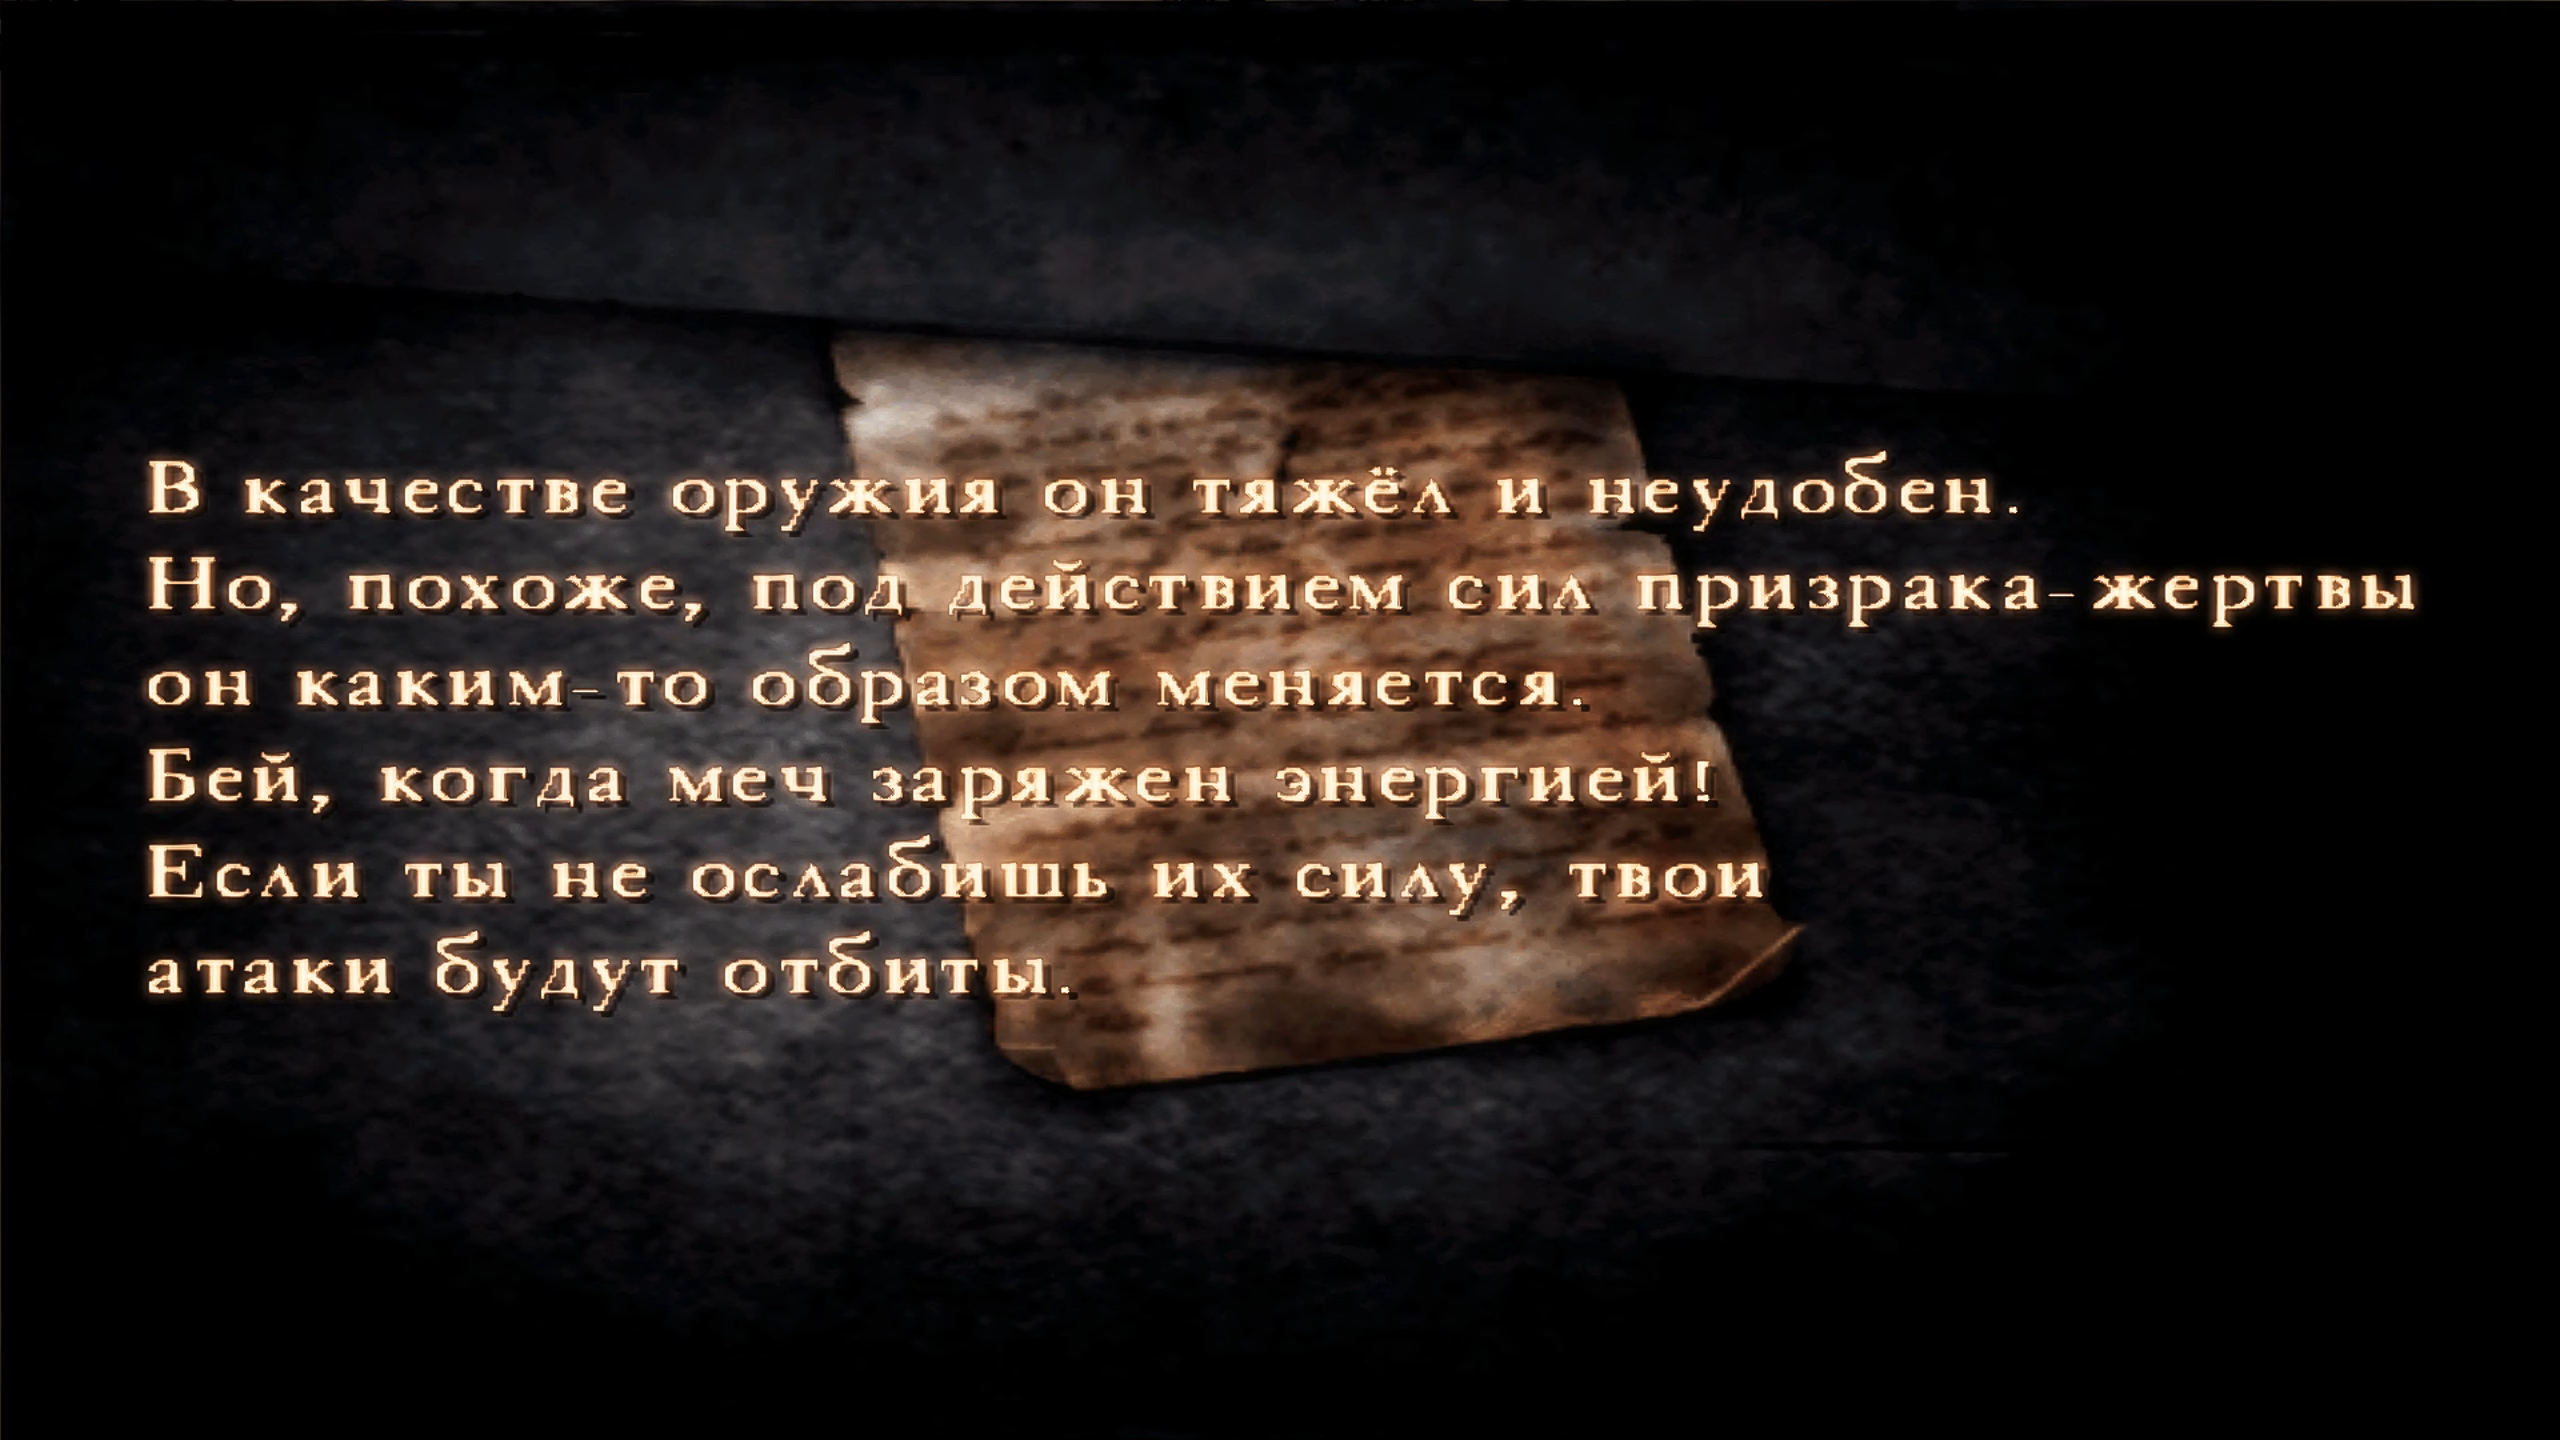 В качестве оружия он тяжёл и неудобен.
Но, похоже, под действием сил призрака-жертвы
он каким-то образом меняется.
Бей, когда меч заряжен энергией!
Если ты не ослабишь их силу, твои
атаки будут отбиты.